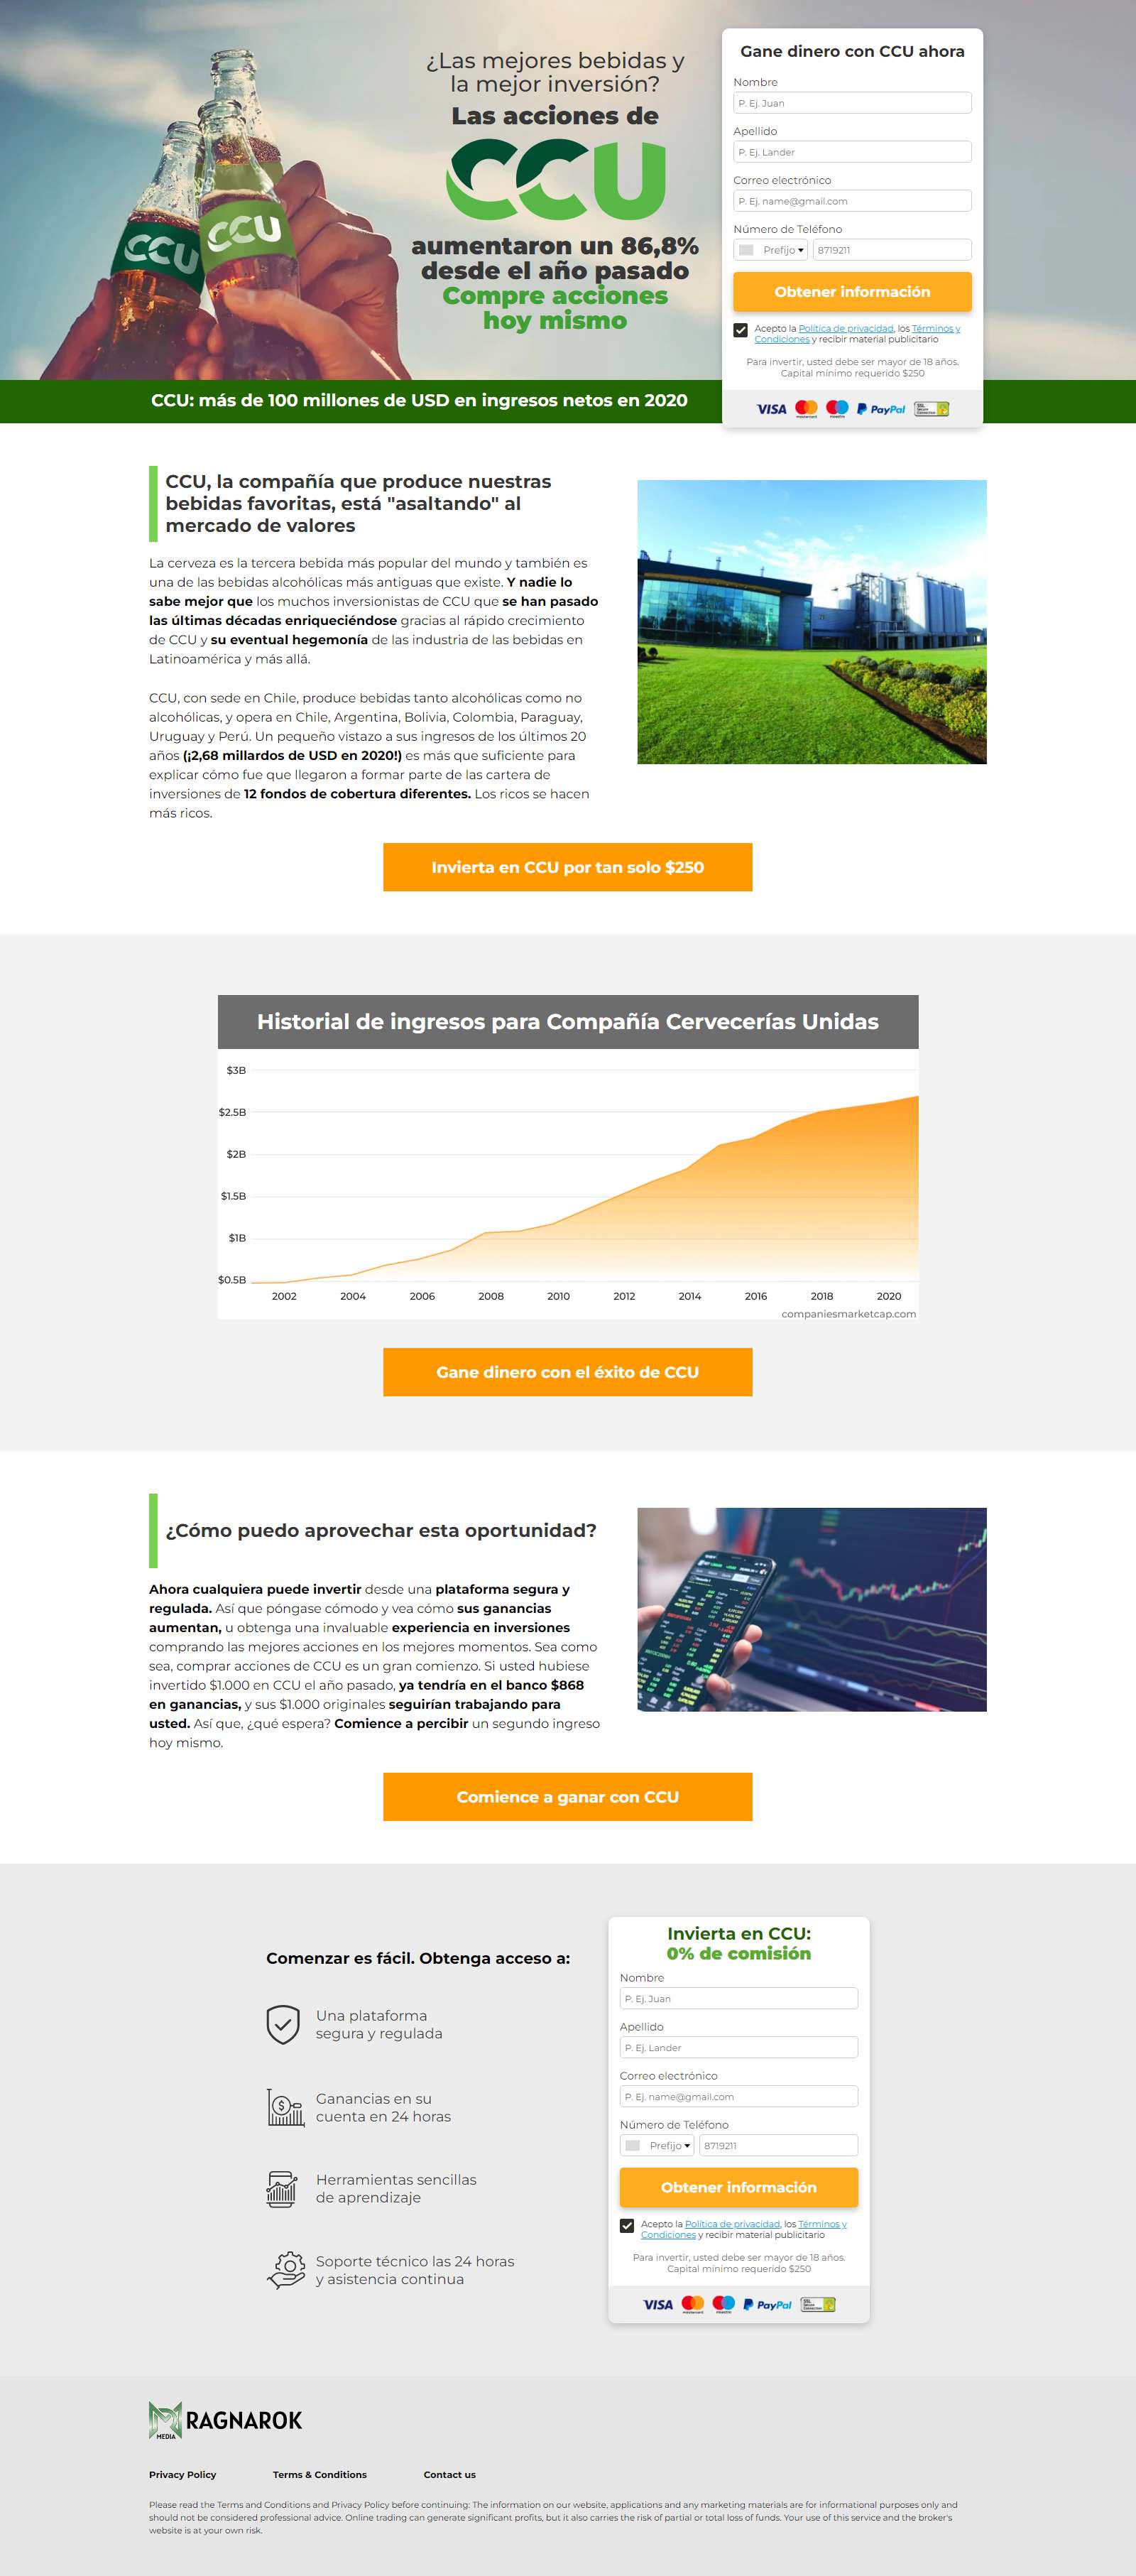 ¿Las mejores bebidas y
la mejor inversión?
Las acciones de
CCU
aumentaron un 86,8%
desde el año pasado
Compre acciones
hoy mismo
CCU
CCU
Gane dinero con CCU ahora
Nombre
P. Ej. Juan
Apellido
P. Ej. Lander
Correo electrónico
P. Ej. name@gmail.com
Número de Teléfono
Prefijo 8719211
Obtener información
Acepto la Política de privacidad, los Términos y
Condiciones y recibir material publicitario
Para invertir, usted debe ser mayor de 18 años.
Capital mínimo requerido $250
VISA mastercard maestro PayPal
CCU: más de 100 millones de USD en ingresos netos en 2020
CCU, la compañía que produce nuestras
bebidas favoritas, está "asaltando" al
mercado de valores
La cerveza es la tercera bebida más popular del mundo y también es
una de las bebidas alcohólicas más antiguas que existe. Y nadie lo
sabe mejor que los muchos inversionistas de CCU que se han pasado
las últimas décadas enriqueciéndose gracias al rápido crecimiento
de CCU y su eventual hegemonía de las industria de las bebidas en
Latinoamérica y más allá.
CCU, con sede en Chile, produce bebidas tanto alcohólicas como no
alcohólicas, y opera en Chile, Argentina, Bolivia, Colombia, Paraguay,
Uruguay y Perú. Un pequeño vistazo a sus ingresos de los últimos 20
años (¡2,68 millardos de USD en 2020!) es más que suficiente para
explicar cómo fue que llegaron a formar parte de las cartera de
inversiones de 12 fondos de cobertura diferentes. Los ricos se hacen
más ricos.
Invierta en CCU por tan solo $250
Historial de ingresos para Compañía Cervecerías Unidas
$3B
$2.5B
$2B
$1.5B
$1B
$0.5B
2002 2004 2006 2008 2010 2012 2014 2016 2018 2020
companiesmarketcap.com
Gane dinero con el éxito de CCU
¿Cómo puedo aprovechar esta oportunidad?
Ahora cualquiera puede invertir desde una plataforma segura y
regulada. Así que póngase cómodo y vea cómo sus ganancias
aumentan, u obtenga una invaluable experiencia en inversiones
comprando las mejores acciones en los mejores momentos. Sea como
sea, comprar acciones de CCU es un gran comienzo. Si usted hubiese
invertido $1.000 en CCU el año pasado, ya tendría en el banco $868
en ganancias, y sus $1.000 originales seguirían trabajando para
usted. Así que, ¿qué espera? Comience a percibir un segundo ingreso
hoy mismo.
Comience a ganar con CCU
Comenzar es fácil. Obtenga acceso a:
Una plataforma
segura y regulada
Ganancias en su
cuenta en 24 horas
Herramientas sencillas
de aprendizaje
Soporte técnico las 24 horas
y asistencia continua
Invierta en CCU:
0% de comisión
Nombre
P. Ej. Juan
Apellido
P. Ej. Lander
Correo electrónico
P. Ej. name@gmail.com
Número de Teléfono
Prefijo 8719211
Obtener información
Acepto la Política de privacidad, los Términos y
Condiciones y recibir material publicitario
Para invertir, usted debe ser mayor de 18 años.
Capital mínimo requerido $250
VISA mastercard maestro PayPal
RAGNAROK
MEDIA
Privacy Policy Terms & Conditions Contact us
Please read the Terms and Conditions and Privacy Policy before continuing: The information on our website, applications and any marketing materials are for informational purposes only and
should not be considered professional advice. Online trading can generate significant profits, but it also carries the risk of partial or total loss of funds. Your use of this service and the broker's
website is at your own risk.